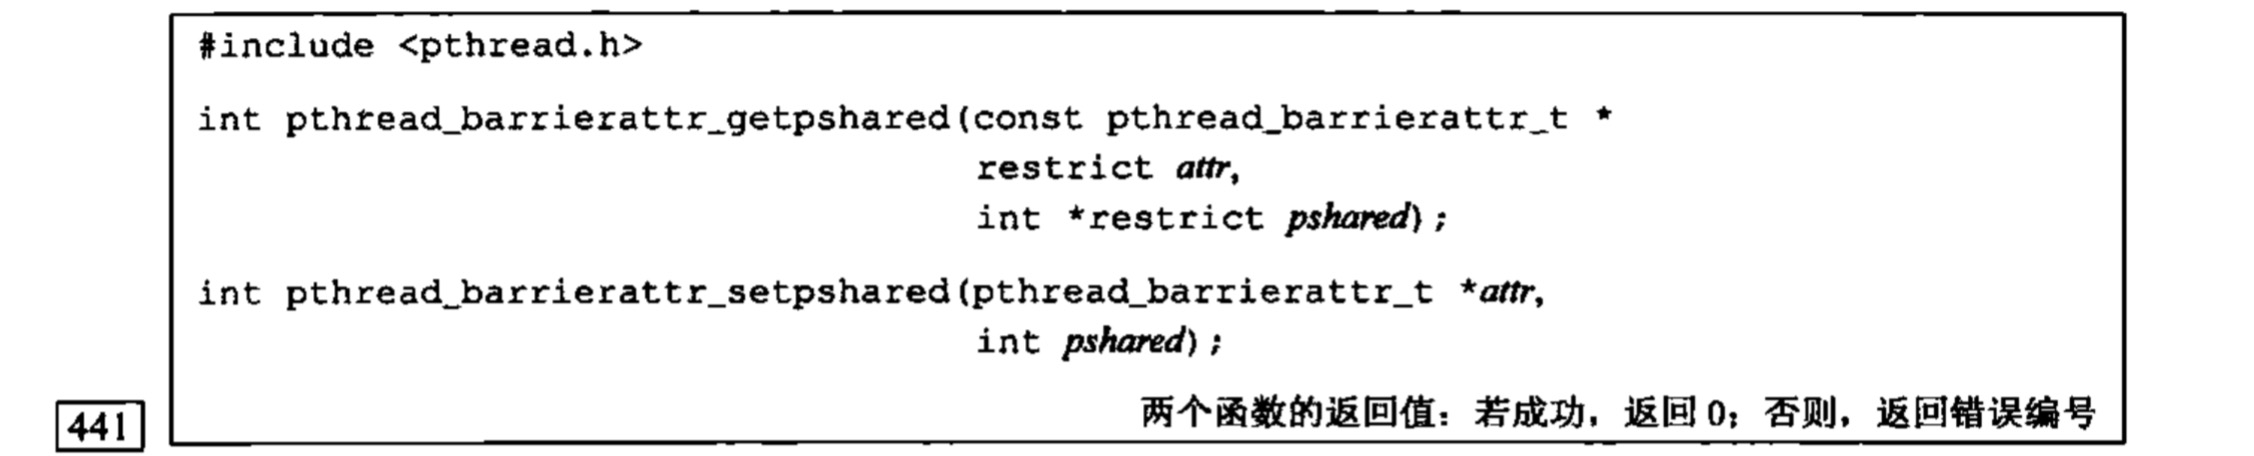 #include <pthread.h>
int pthread_barrierattr_getpshared(const pthread_barrierattr_t *
restrict attr,
int *restrict pshared);
int pthread_barrierattr_setpshared(pthread_barrierattr_t *attr,
int pshared);
两个函数的返回值：若成功，返回 0；否则，返回错误编号
441